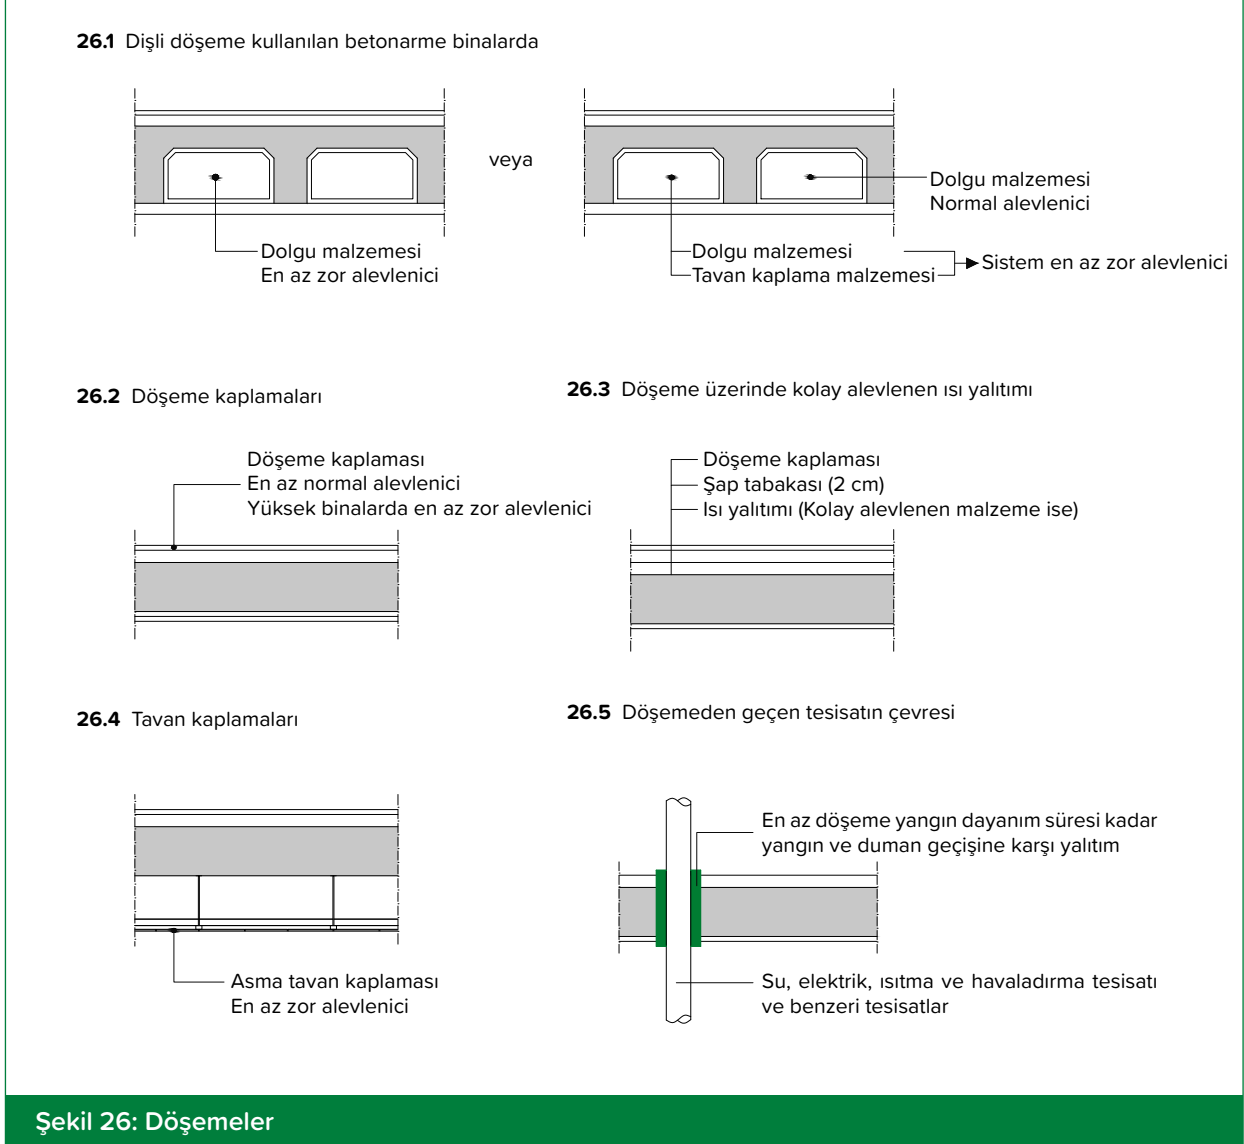 26.1 Dişli döşeme kullanılan betonarme binalarda
veya
Dolgu malzemesi
En az zor alevlenici
Dolgu malzemesi
Normal alevlenici
Dolgu malzemesi
Tavan kaplama malzemesi
Sistem en az zor alevlenici
26.2 Döşeme kaplamaları
Döşeme kaplaması
En az normal alevlenici
Yüksek binalarda en az zor alevlenici
26.3 Döşeme üzerinde kolay alevlenen ısı yalıtımı
Döşeme kaplaması
Şap tabakası (2 cm)
Isı yalıtımı (Kolay alevlenen malzeme ise)
26.4 Tavan kaplamaları
Asma tavan kaplaması
En az zor alevlenici
26.5 Döşemeden geçen tesisatın çevresi
En az döşeme yangın dayanım süresi kadar
yangın ve duman geçişine karşı yalıtım
Su, elektrik, ısıtma ve havaladırma tesisatı
ve benzeri tesisatlar
Şekil 26: Döşemeler